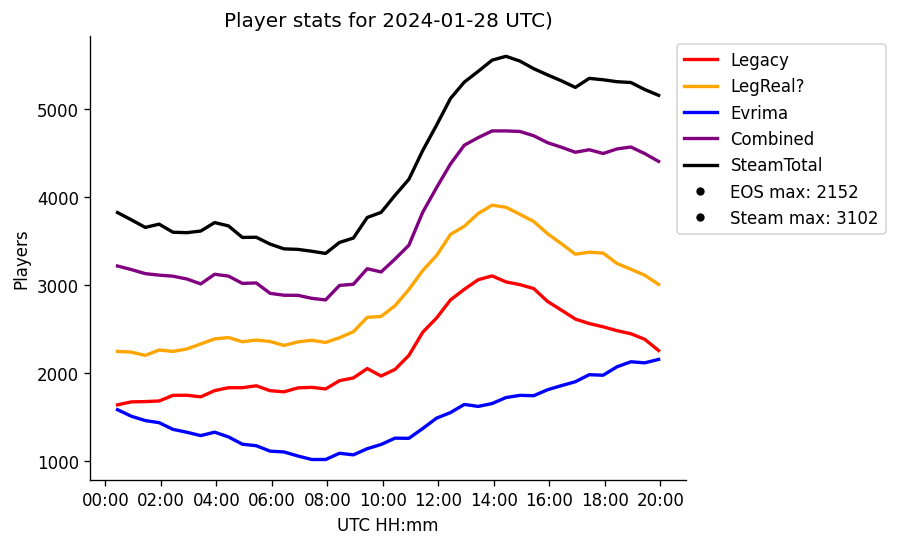 Player stats for 2024-01-28 UTC)
Legacy
LegReal?
Evrima
Combined
SteamTotal
EOS max: 2152
Steam max: 3102
Players
5000
4000
3000
2000
1000
00:00 02:00 04:00 06:00 08:00 10:00 12:00 14:00 16:00 18:00 20:00
UTC HH:mm